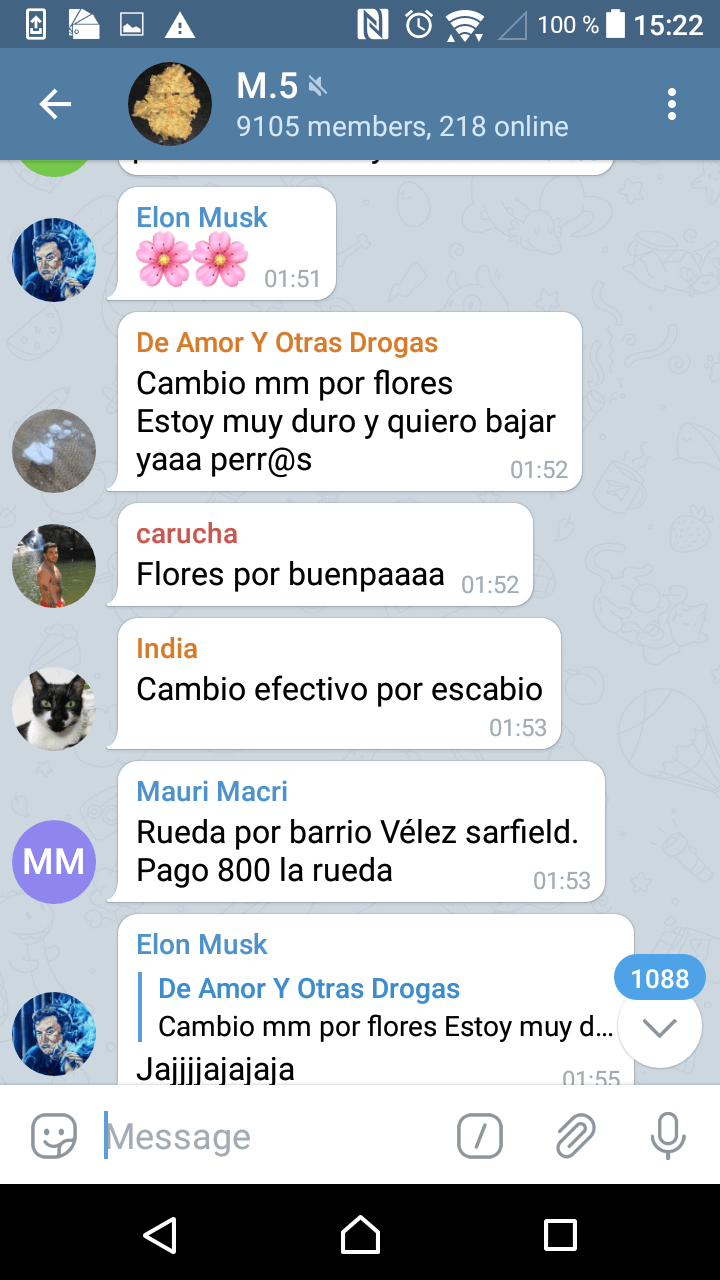 100 %
15:22
M.5
9105 members, 218 online
Elon Musk
01:51
De Amor Y Otras Drogas
Cambio mm por flores
Estoy muy duro y quiero bajar
yaaa perr@s
01:52
carucha
Flores por buenpaaaa
01:52
India
Cambio efectivo por escabio
01:53
MM
Mauri Macri
Rueda por barrio Vélez sarfield.
Pago 800 la rueda
01:53
Elon Musk
De Amor Y Otras Drogas
Cambio mm por flores Estoy muy d...
Jajjjjajajaja
01:55
1088
Message